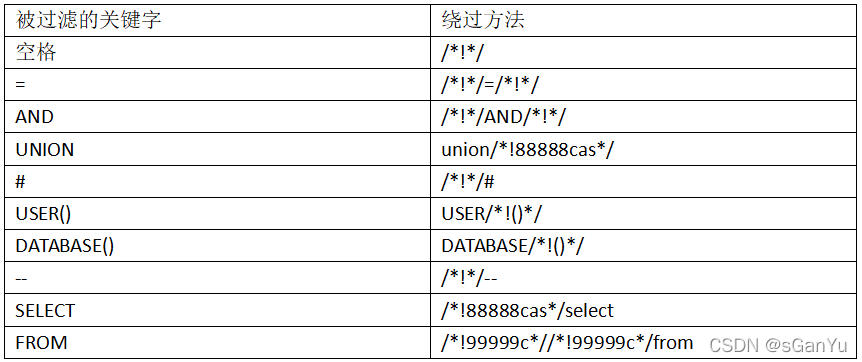 被过滤的关键字 绕过方法
空格 /*!*/
= /*!*/=/*!*/
AND /*!*/AND/*!*/
UNION union/*!88888cas*/
# /*!*/#
USER() USER/*!()*/
DATABASE() DATABASE/*!()*/
-- /*!*/--
SELECT /*!88888cas*/select
FROM /*!99999c*//*!99999c*/from
CSDN @sGanYu